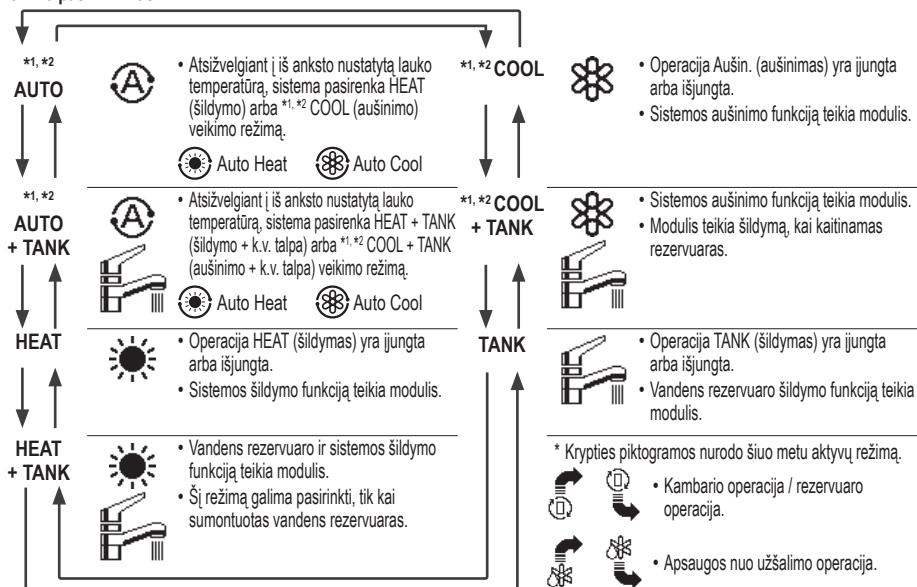 *1, *2
AUTO
• Atsižvelgiant į iš anksto nustatytą lauko
temperatūrą, sistema pasirenka HEAT
(šildymo) arba *1, *2 COOL (aušinimo)
veikimo režimą.
Auto Heat
Auto Cool
*1, *2
AUTO
+ TANK
• Atsižvelgiant į iš anksto nustatytą lauko
temperatūrą, sistema pasirenka HEAT + TANK
(šildymo + k.v. talpa) arba *1, *2 COOL + TANK
(aušinimo + k.v. talpa) veikimo režimą.
Auto Heat
Auto Cool
HEAT
• Operacija HEAT (šildymas) yra įjungta
arba išjungta.
• Sistemos šildymo funkciją teikia modulis.
HEAT
+ TANK
• Vandens rezervuaro ir sistemos šildymo
funkciją teikia modulis.
• Šį režimą galima pasirinkti, tik kai
sumontuotas vandens rezervuaras.
*1, *2 COOL
• Operacija Aušin. (aušinimas) yra įjungta
arba išjungta.
• Sistemos aušinimo funkciją teikia modulis.
*1, *2 COOL
+ TANK
• Sistemos aušinimo funkciją teikia modulis.
• Modulis teikia šildymą, kai kaitinamas
rezervuaras.
TANK
• Operacija TANK (šildymas) yra įjungta
arba išjungta.
• Vandens rezervuaro šildymo funkciją teikia
modulis.
* Krypties piktogramos nurodo šiuo metu aktyvų režimą.
• Kambario operacija / rezervuaro
operacija.
• Apsaugos nuo užšalimo operacija.